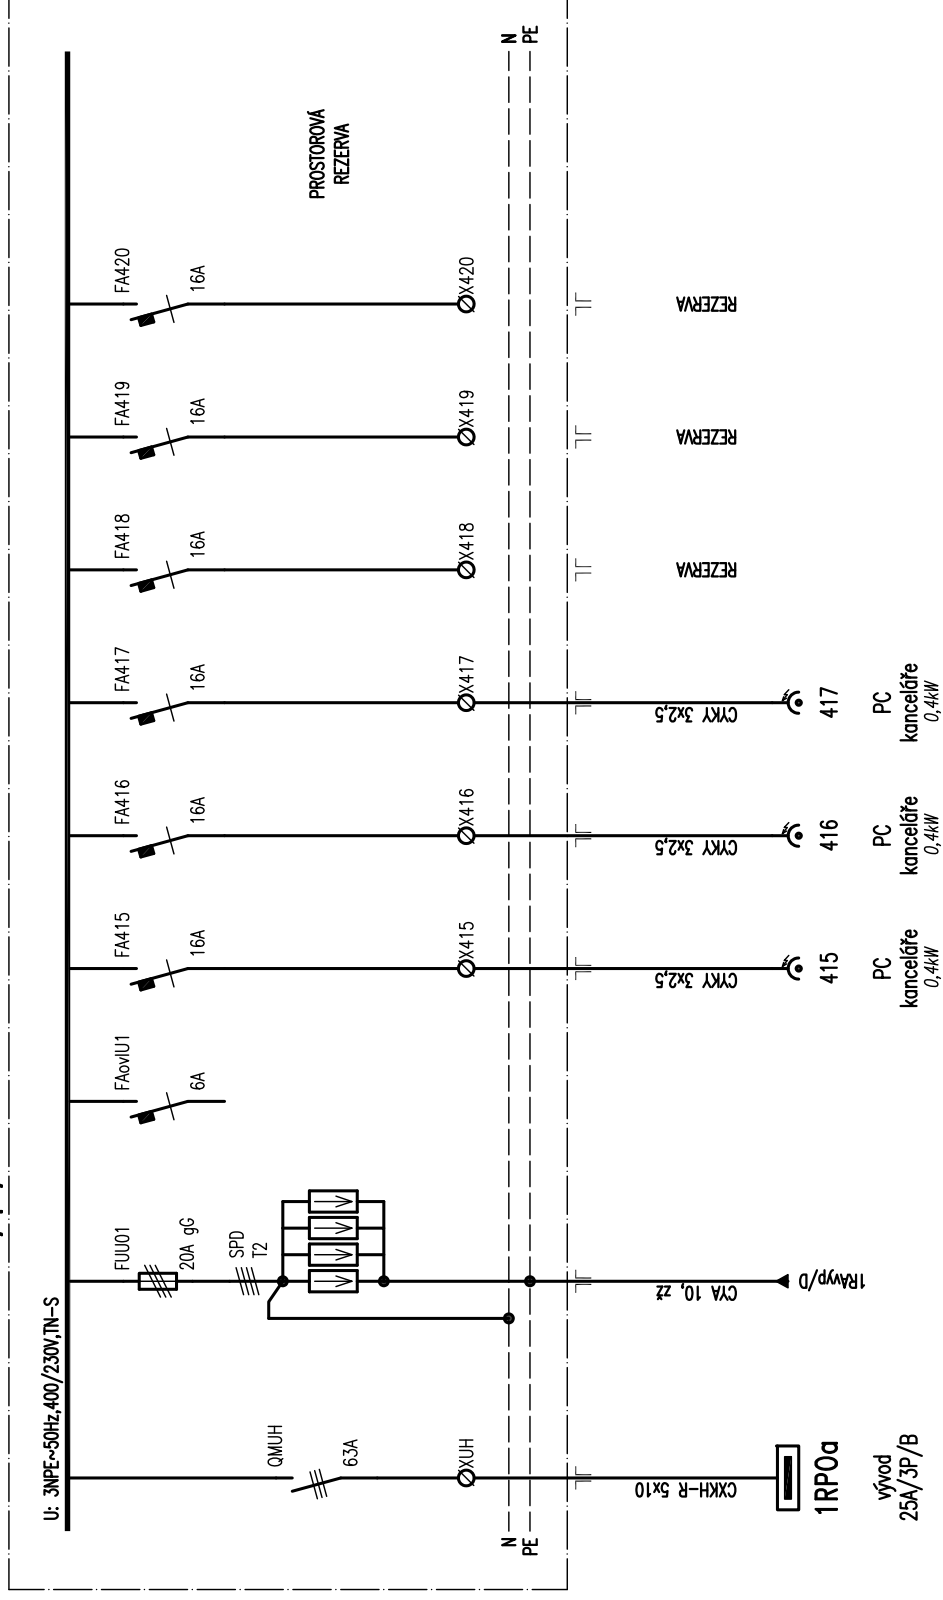 U: 3NPE~50Hz,400/230V,TN-S
QMUH
63A
XUH
CXKH-R 5x10
1RPOa
vývod
25A/3P/B
FUU01
20A gG
SPD
T2
CYA 10, zž
1RAvyp/D
FAovlU1
6A
FA415
16A
X415
CYKY 3x2,5
415
PC
kanceláře
0,4kW
FA416
16A
X416
CYKY 3x2,5
416
PC
kanceláře
0,4kW
FA417
16A
X417
CYKY 3x2,5
417
PC
kanceláře
0,4kW
FA418
16A
X418
REZERVA
FA419
16A
X419
REZERVA
FA420
16A
X420
REZERVA
PROSTOROVÁ
REZERVA
N
PE
N
PE